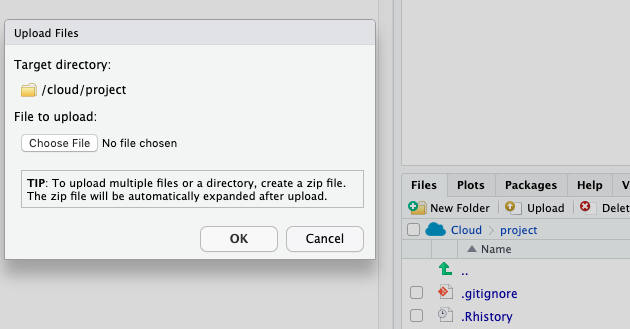 Upload Files
Target directory:
/cloud/project
File to upload:
Choose File No file chosen
TIP: To upload multiple files or a directory, create a zip file.
The zip file will be automatically expanded after upload.
OK Cancel
Files Plots Packages Help V
New Folder Upload Delet
Cloud project
Name
..
.gitignore
.Rhistory